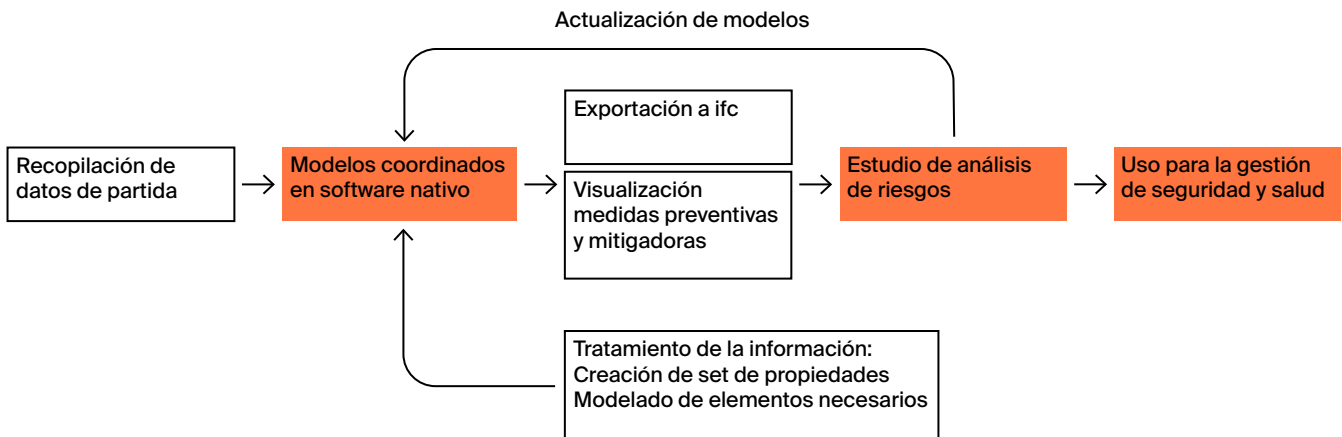 Actualización de modelos
Recopilación de
datos de partida
Modelos coordinados
en software nativo
Exportación a ifc
Visualización
medidas preventivas
y mitigadoras
Estudio de análisis
de riesgos
Uso para la gestión
de seguridad y salud
Tratamiento de la información:
Creación de set de propiedades
Modelado de elementos necesarios